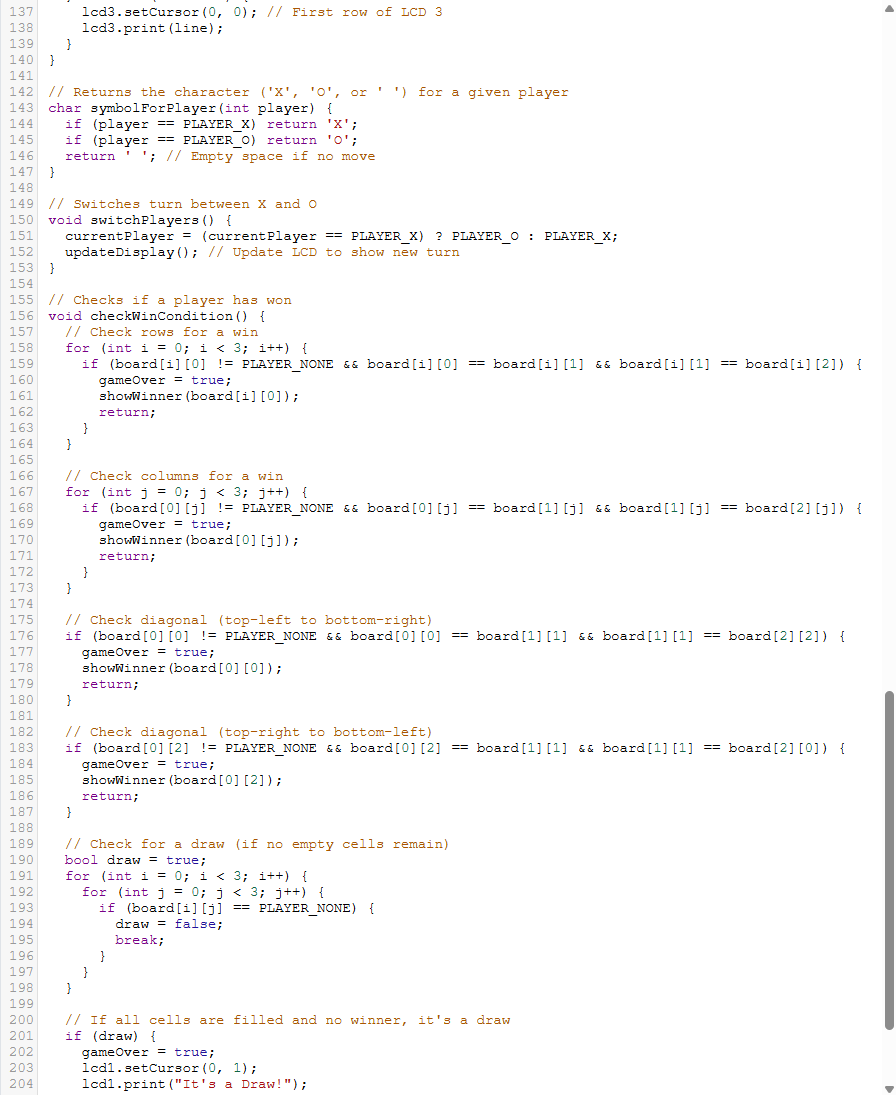 137 lcd3.setCursor(0, 0); // First row of LCD 3
138 lcd3.print(line);
139 }
140 }
141
142 // Returns the character ('X', 'O', or ' ') for a given player
143 char symbolForPlayer(int player) {
144 if (player == PLAYER_X) return 'X';
145 if (player == PLAYER_O) return 'O';
146 return ' '; // Empty space if no move
147 }
148
149 // Switches turn between X and O
150 void switchPlayers() {
151 currentPlayer = (currentPlayer == PLAYER_X) ? PLAYER_O : PLAYER_X;
152 updateDisplay(); // Update LCD to show new turn
153 }
154
155 // Checks if a player has won
156 void checkWinCondition() {
157 // Check rows for a win
158 for (int i = 0; i < 3; i++) {
159 if (board[i][0] != PLAYER_NONE && board[i][0] == board[i][1] && board[i][1] == board[i][2]) {
160 gameOver = true;
161 showWinner(board[i][0]);
162 return;
163 }
164 }
165
166 // Check columns for a win
167 for (int j = 0; j < 3; j++) {
168 if (board[0][j] != PLAYER_NONE && board[0][j] == board[1][j] && board[1][j] == board[2][j]) {
169 gameOver = true;
170 showWinner(board[0][j]);
171 return;
172 }
173 }
174
175 // Check diagonal (top-left to bottom-right)
176 if (board[0][0] != PLAYER_NONE && board[0][0] == board[1][1] && board[1][1] == board[2][2]) {
177 gameOver = true;
178 showWinner(board[0][0]);
179 return;
180 }
181
182 // Check diagonal (top-right to bottom-left)
183 if (board[0][2] != PLAYER_NONE && board[0][2] == board[1][1] && board[1][1] == board[2][0]) {
184 gameOver = true;
185 showWinner(board[0][2]);
186 return;
187 }
188
189 // Check for a draw (if no empty cells remain)
190 bool draw = true;
191 for (int i = 0; i < 3; i++) {
192 for (int j = 0; j < 3; j++) {
193 if (board[i][j] == PLAYER_NONE) {
194 draw = false;
195 break;
196 }
197 }
198 }
199
200 // If all cells are filled and no winner, it's a draw
201 if (draw) {
202 gameOver = true;
203 lcd1.setCursor(0, 1);
204 lcd1.print("It's a Draw!");